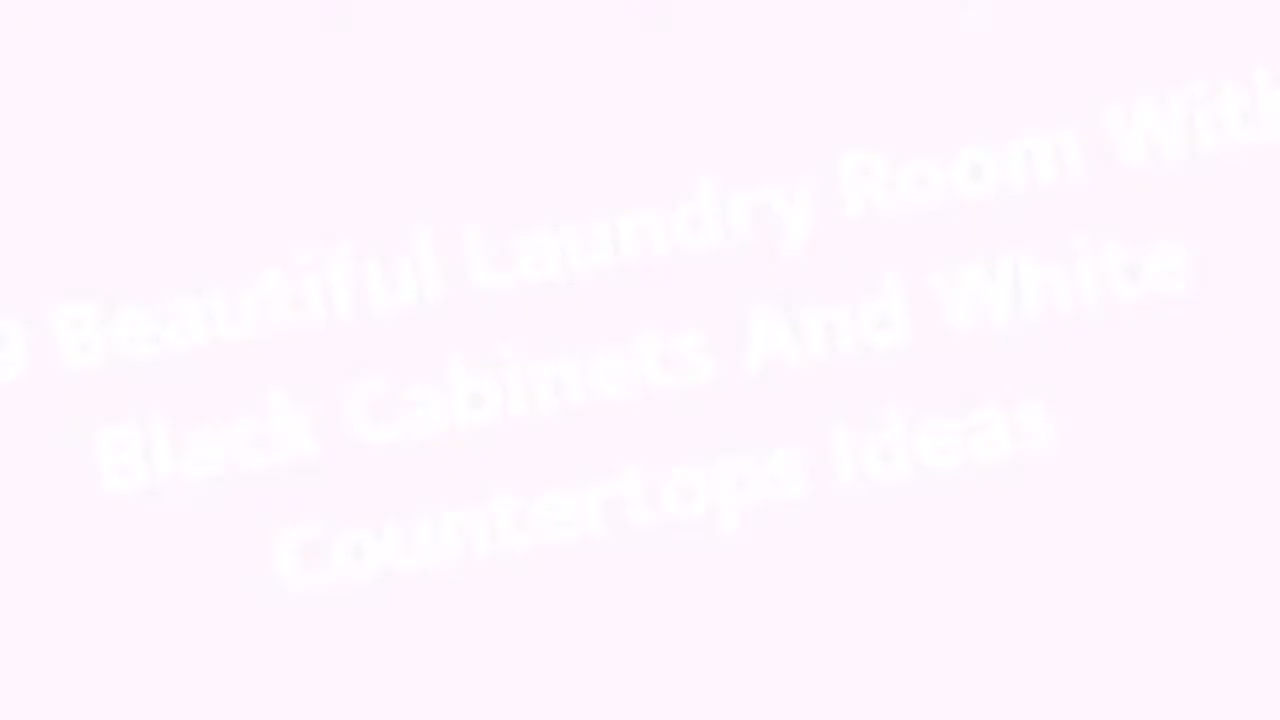 Beautiful Laundry Room With
Black Cabinets And White
Countertops Ideas